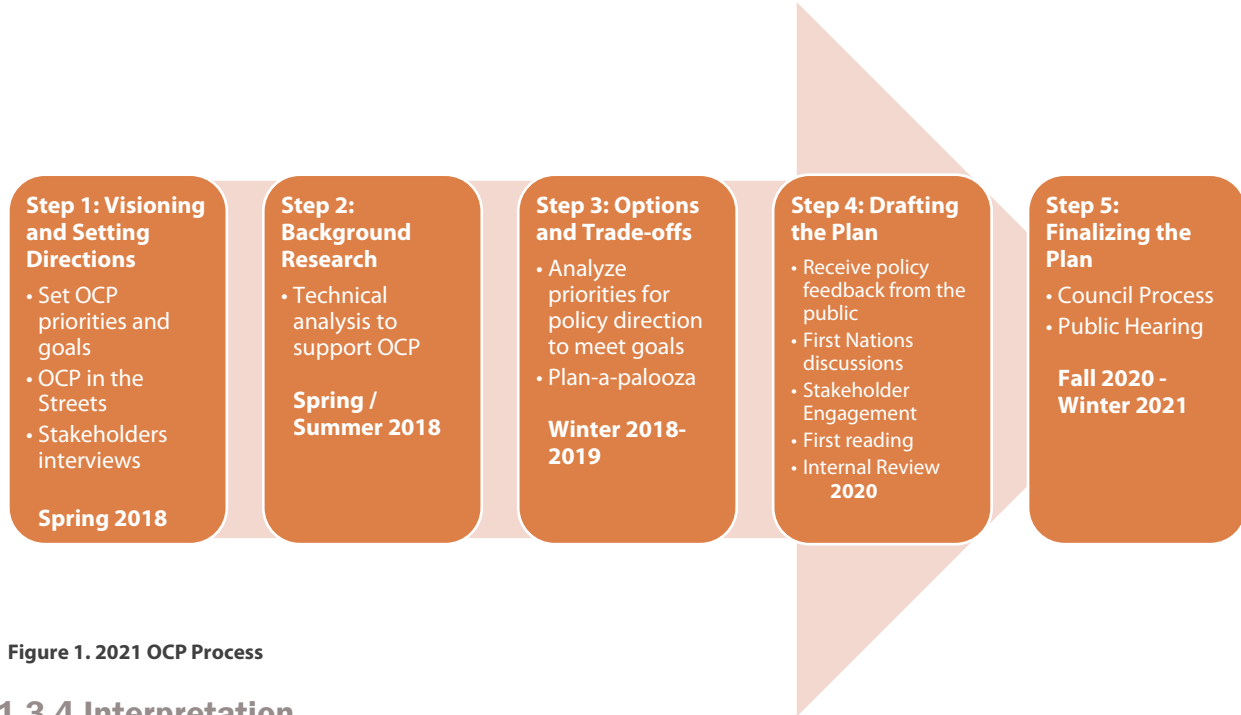 Step 1: Visioning
and Setting
Directions
• Set OCP
priorities and
goals
• OCP in the
Streets
• Stakeholders
interviews
Spring 2018
Step 2:
Background
Research
• Technical
analysis to
support OCP
Spring /
Summer 2018
Step 3: Options
and Trade-offs
• Analyze
priorities for
policy direction
to meet goals
• Plan-a-palooza
Winter 2018-
2019
Step 4: Drafting
the Plan
• Receive policy
feedback from the
public
• First Nations
discussions
• Stakeholder
Engagement
• First reading
• Internal Review
2020
Step 5:
Finalizing the
Plan
• Council Process
• Public Hearing
Fall 2020 -
Winter 2021
Figure 1. 2021 OCP Process
1.3.4 Interpretation